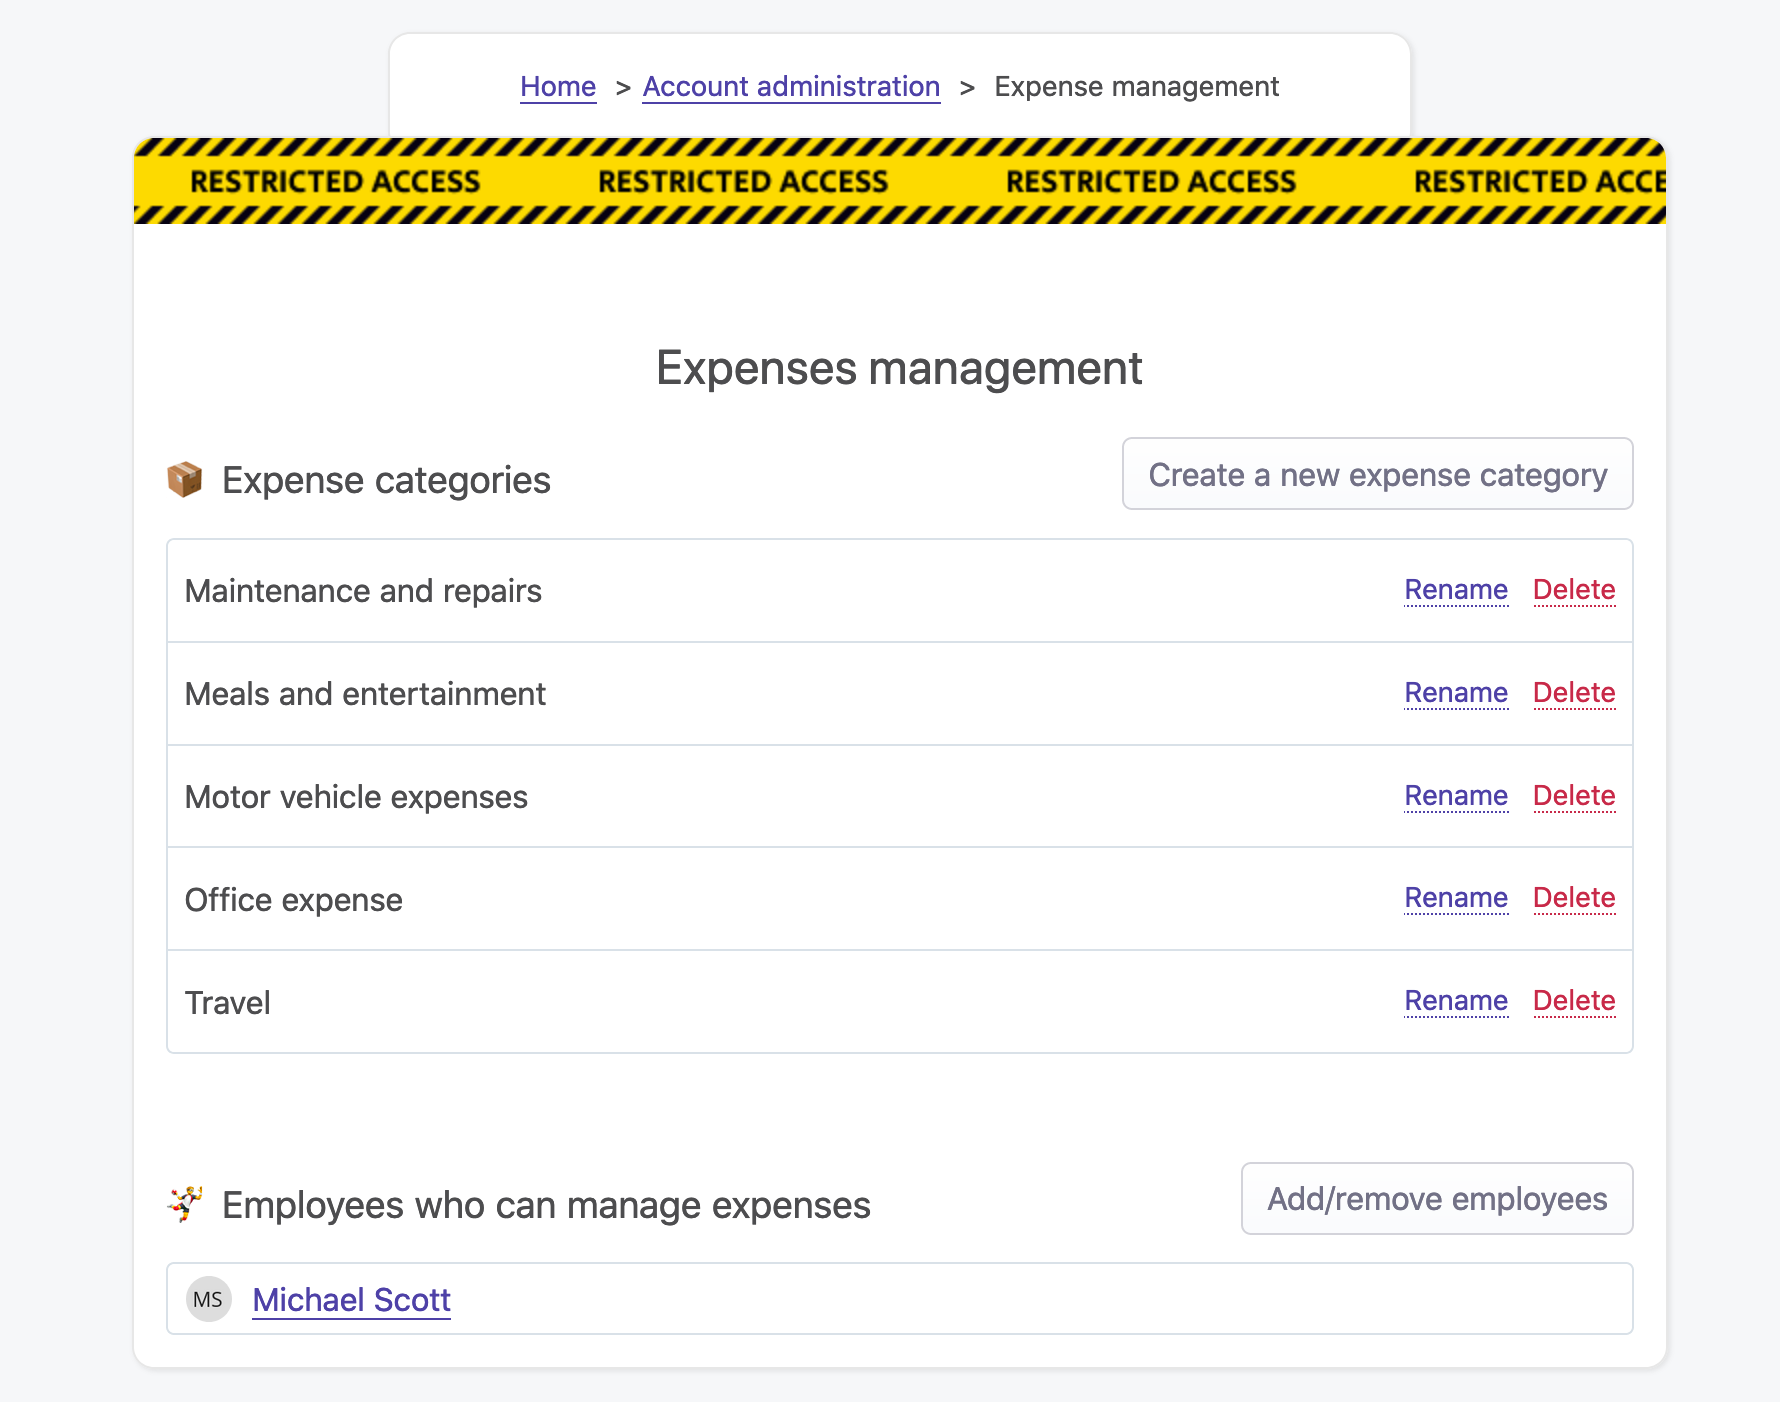 Home > Account administration > Expense management
RESTRICTED ACCESS RESTRICTED ACCESS RESTRICTED ACCESS RESTRICTED ACCE
Expenses management
Expense categories Create a new expense category
Maintenance and repairs Rename Delete
Meals and entertainment Rename Delete
Motor vehicle expenses Rename Delete
Office expense Rename Delete
Travel Rename Delete
Employees who can manage expenses Add/remove employees
MS Michael Scott